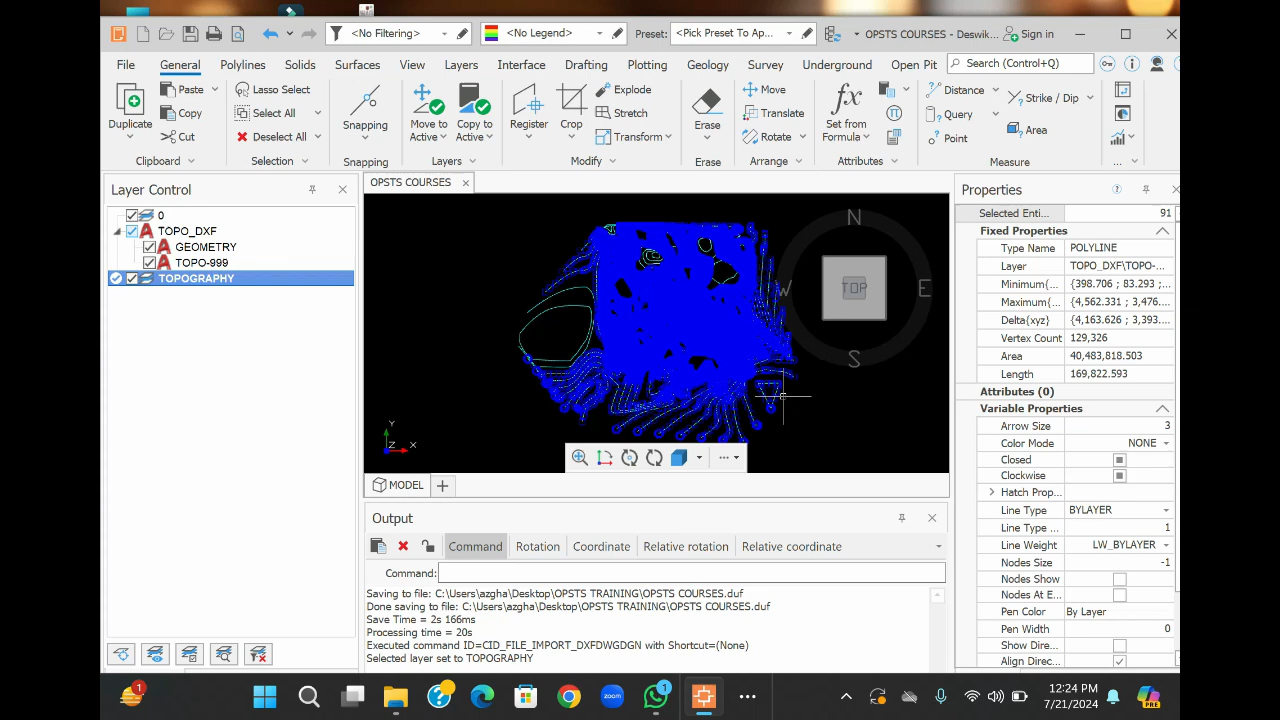 <No Filtering>
<No Legend>
Preset:
<Pick Preset To Ap...
OPSTS COURSES - Deswik...
Sign in
File
General
Polylines
Solids
Surfaces
View
Layers
Interface
Drafting
Plotting
Geology
Survey
Underground
Open Pit
Search (Control+Q)
Duplicate
Paste
Copy
Cut
Clipboard
Lasso Select
Select All
Deselect All
Selection
Snapping
Snapping
Move to Active
Copy to Active
Layers
Register
Crop
Explode
Stretch
Transform
Modify
Erase
Erase
Move
Translate
Rotate
Arrange
Set from Formula
Attributes
Distance
Query
Point
Strike / Dip
Area
Measure
...
Layer Control
0
TOPO_DXF
GEOMETRY
TOPO-999
TOPOGRAPHY
OPSTS COURSES
N
W
TOP
E
S
Y
Z
X
MODEL
Output
Command
Rotation
Coordinate
Relative rotation
Relative coordinate
Command:
Saving to file: C:\Users\azgha\Desktop\OPSTS TRAINING\OPSTS COURSES.duf
Done saving to file: C:\Users\azgha\Desktop\OPSTS TRAINING\OPSTS COURSES.duf
Save Time = 2s 166ms
Processing time = 20s
Executed command ID=CID_FILE_IMPORT_DXFDWGDGN with Shortcut=(None)
Selected layer set to TOPOGRAPHY
Properties
Selected Enti... 91
Fixed Properties
Type Name POLYLINE
Layer TOPO_DXF\TOPO-...
Minimum{... {398.706 ; 83.293 ; ...
Maximum{... {4,562.331 ; 3,476....
Delta{xyz} {4,163.626 ; 3,393....
Vertex Count 129,326
Area 40,483,818.503
Length 169,822.593
Attributes (0)
Variable Properties
Arrow Size 3
Color Mode NONE
Closed
Clockwise
Hatch Prop...
Line Type BYLAYER
Line Type ... 1
Line Weight LW_BYLAYER
Nodes Size -1
Nodes Show
Nodes At E...
Pen Color By Layer
Pen Width 0
Show Dire...
Align Direc...
1
zoom
1
12:24 PM
7/21/2024
PRE